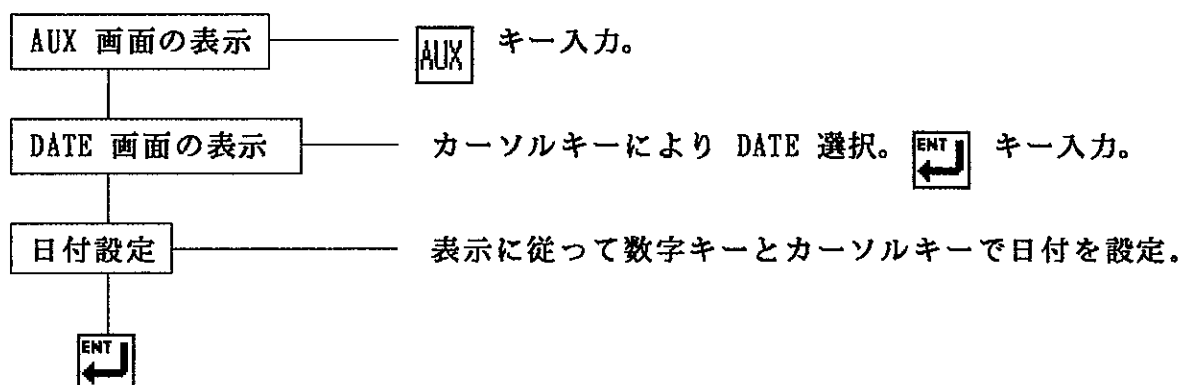 AUX 画面の表示 AUX キー入力。
DATE 画面の表示 カーソルキーにより DATE 選択。 ENT キー入力。
日付設定 表示に従って数字キーとカーソルキーで日付を設定。
ENT